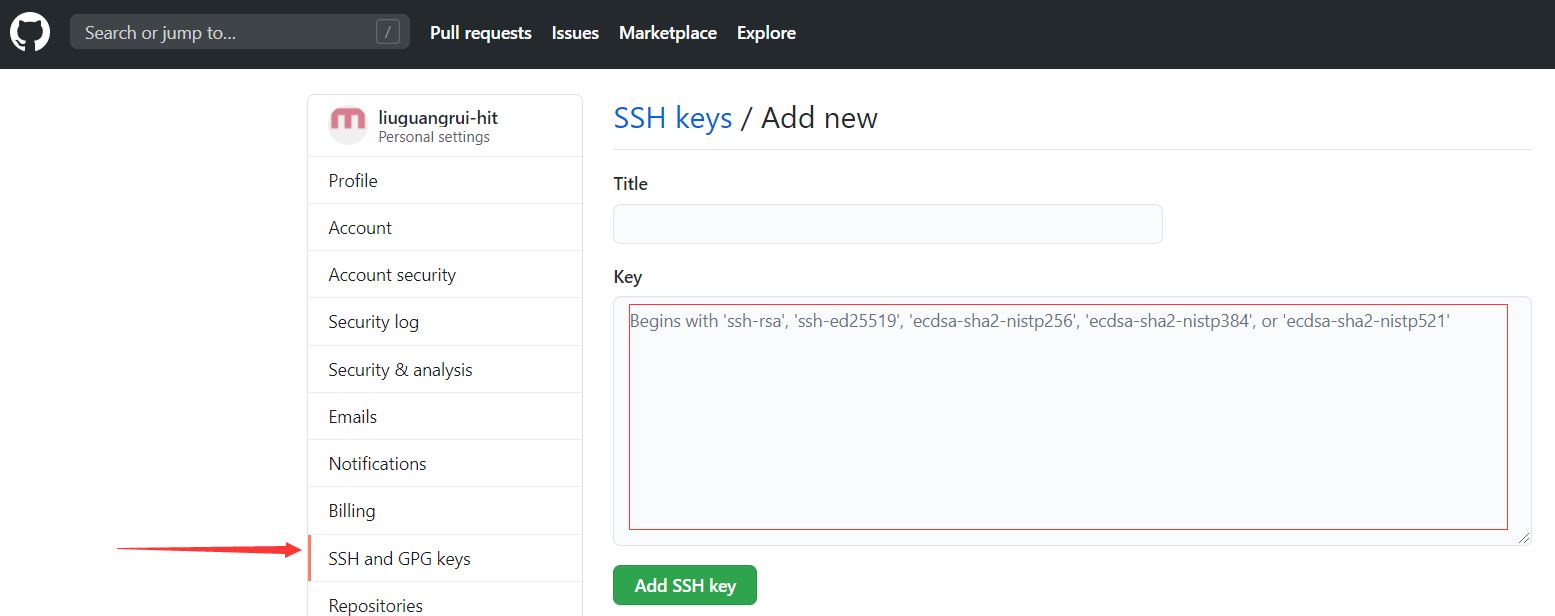 Search or jump to... /
Pull requests Issues Marketplace Explore
liuguangrui-hit
Personal settings
Profile
Account
Account security
Security log
Security & analysis
Emails
Notifications
Billing
SSH and GPG keys
Repositories
SSH keys / Add new
Title
Key
Begins with 'ssh-rsa', 'ssh-ed25519', 'ecdsa-sha2-nistp256', 'ecdsa-sha2-nistp384', or 'ecdsa-sha2-nistp521'
Add SSH key